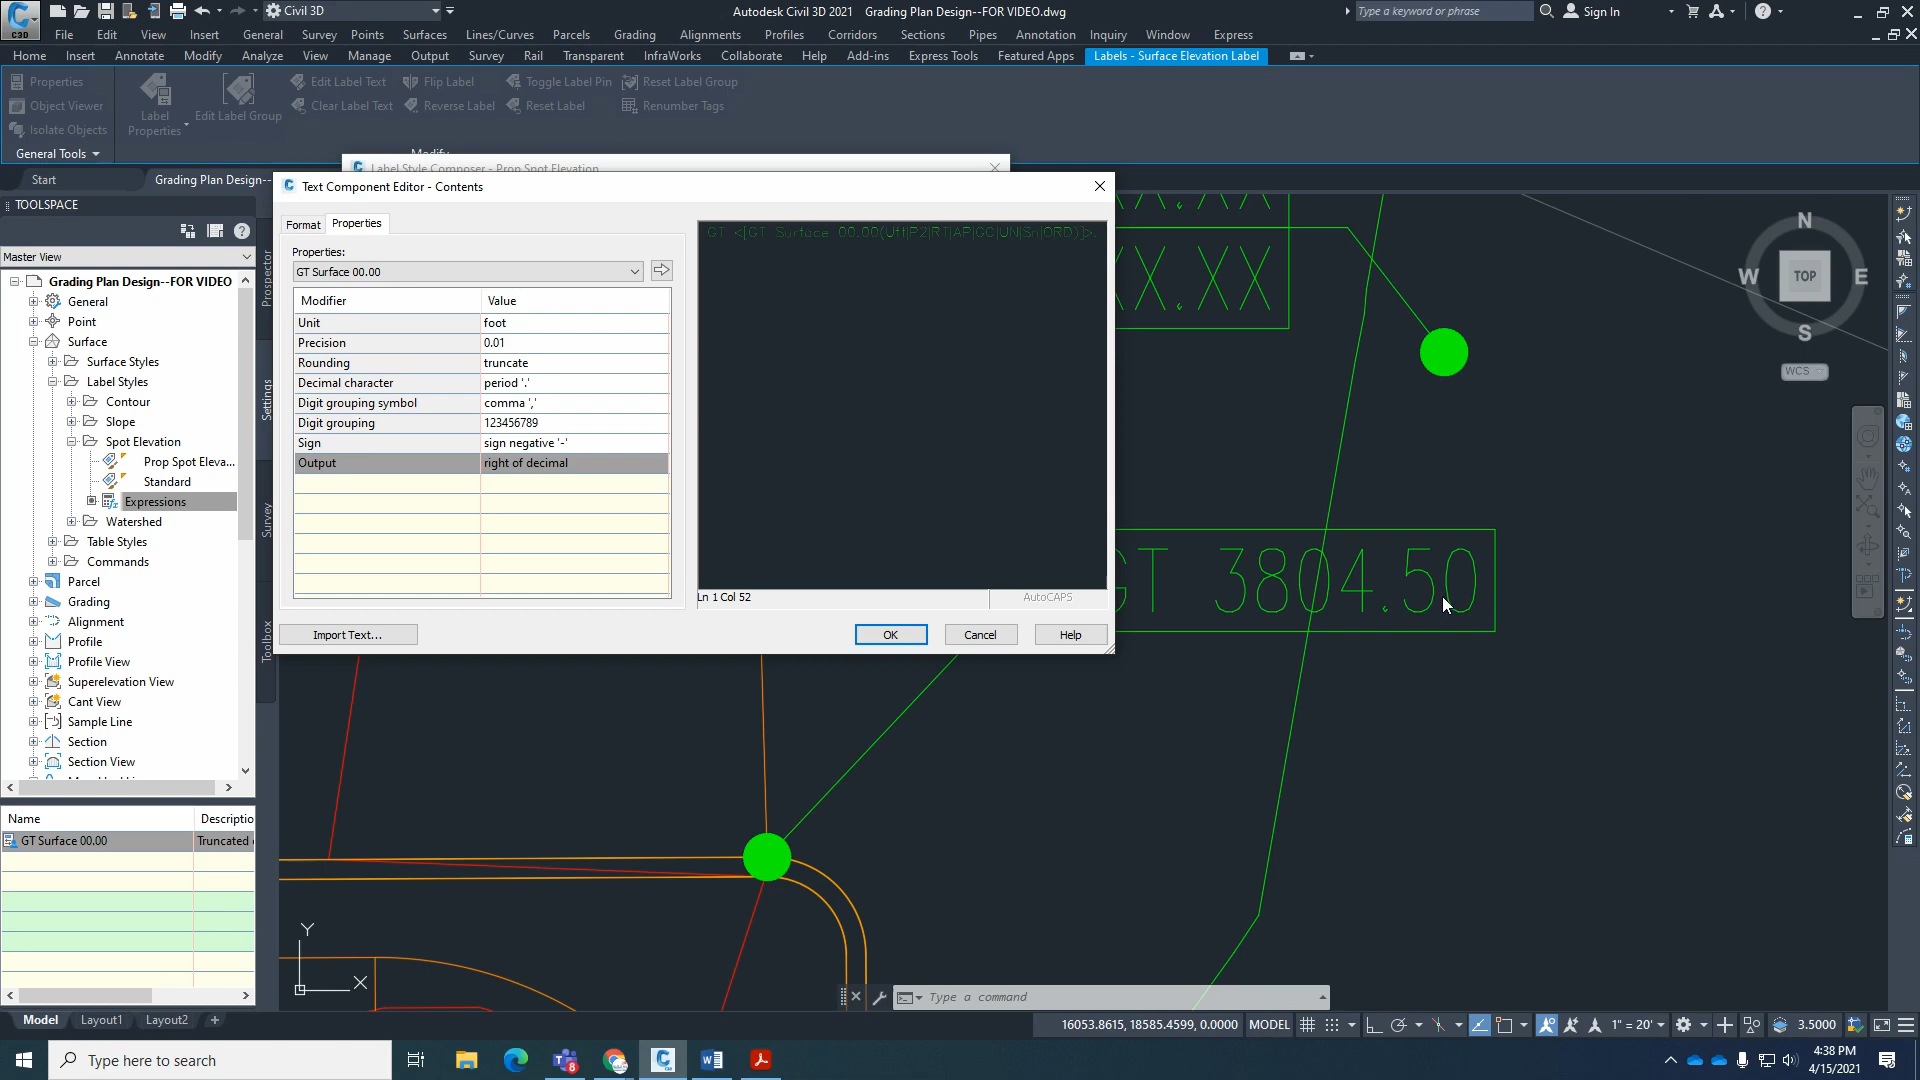 Civil 3D
Autodesk Civil 3D 2021 Grading Plan Design--FOR VIDEO.dwg
Type a keyword or phrase
Sign In
C3D
File Edit View Insert General Survey Points Surfaces Lines/Curves Parcels Grading Alignments Profiles Corridors Sections Pipes Annotation Inquiry Window Express
Home Insert Annotate Modify Analyze View Manage Output Survey Rail Transparent InfraWorks Collaborate Help Add-ins Express Tools Featured Apps Labels - Surface Elevation Label
Properties
Object Viewer
Isolate Objects
General Tools
Label
Properties
Edit Label Group
Edit Label Text Flip Label Toggle Label Pin Reset Label Group
Clear Label Text Reverse Label Reset Label Renumber Tags
Modify
Start
Grading Plan Design--
Label Style Composer - Prop Spot Elevation
TOOLSPACE
Master View
Grading Plan Design--FOR VIDEO
General
Point
Surface
Surface Styles
Label Styles
Contour
Slope
Spot Elevation
Prop Spot Eleva...
Standard
Expressions
Watershed
Table Styles
Commands
Parcel
Grading
Alignment
Profile
Profile View
Superelevation View
Cant View
Sample Line
Section
Section View
Name Descriptio
GT Surface 00.00 Truncated
Prospector
Settings
Survey
Toolbox
Text Component Editor - Contents
Format Properties
Properties:
GT Surface 00.00
Modifier Value
Unit foot
Precision 0.01
Rounding truncate
Decimal character period '.'
Digit grouping symbol comma ','
Digit grouping 123456789
Sign sign negative '-'
Output right of decimal
GT <[GT Surface 00.00(Uft|P2|RT|AP|GC|UN|Sn|ORD)]>.
Ln 1 Col 52 AutoCAPS
Import Text... OK Cancel Help
XX.XX
XX.XX
GT 3804.50
N
W TOP E
S
WCS
Y
X
Type a command
Model Layout1 Layout2 +
16053.8615, 18585.4599, 0.0000 MODEL 1" = 20' 3.5000
Type here to search
8
4:38 PM
4/15/2021